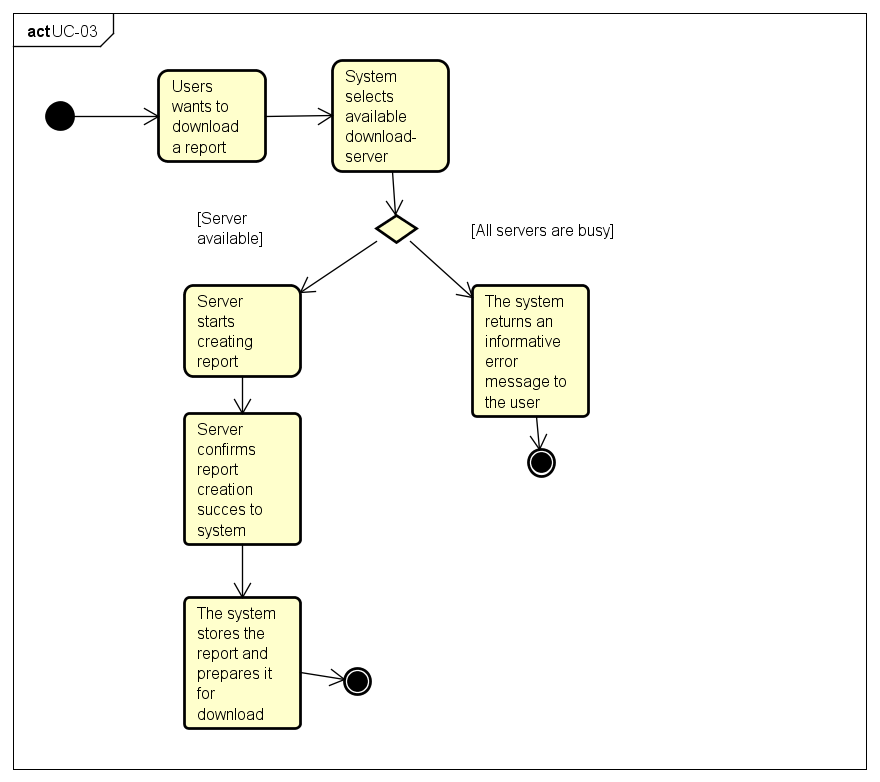 act UC-03
Users
wants to
download
a report
System
selects
available
download-
server
[Server
available]
[All servers are busy]
Server
starts
creating
report
The system
returns an
informative
error
message to
the user
Server
confirms
report
creation
succes to
system
The system
stores the
report and
prepares it
for
download